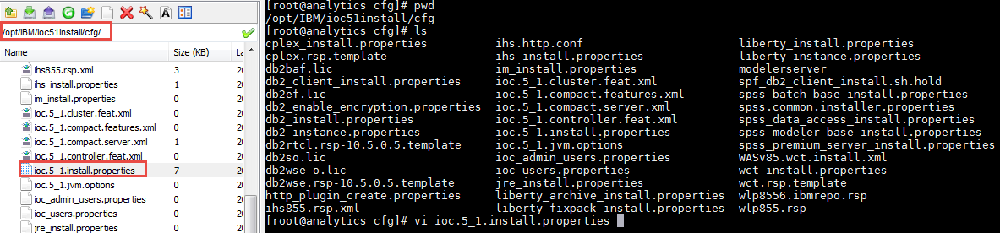 /opt/IBM/ioc51install/cfg/
Name Size (KB) La
ihs855.rsp.xml 3 20
ihs_install.properties 1 20
im_install.properties 0 20
ioc.5_1.cluster.feat.xml 0 20
ioc.5_1.compact.features.xml 0 20
ioc.5_1.compact.server.xml 1 20
ioc.5_1.controller.feat.xml 0 20
ioc.5_1.install.properties 7 20
ioc.5_1.jvm.options 0 20
ioc_admin_users.properties 0 20
ioc_users.properties 0 20
jre_install.properties 0 20
[root@analytics cfg]# pwd
/opt/IBM/ioc51install/cfg
[root@analytics cfg]# ls
cplex_install.properties ihs.http.conf liberty_install.properties
cplex.rsp.template ihs_install.properties liberty_instance.properties
db2baf.lic im_install.properties modelerserver
db2_client_install.properties ioc.5_1.cluster.feat.xml spf_db2_client_install.sh.hold
db2ef.lic ioc.5_1.compact.features.xml spss_batch_base_install.properties
db2_enable_encryption.properties ioc.5_1.compact.server.xml spss.common.installer.properties
db2_install.properties ioc.5_1.controller.feat.xml spss_data_access_install.properties
db2_instance.properties ioc.5_1.install.properties spss_modeler_base_install.properties
db2rtcl.rsp-10.5.0.5.template ioc.5_1.jvm.options spss_premium_server_install.properties
db2so.lic ioc_admin_users.properties WASv85.wct.install.xml
db2wse_o.lic ioc_users.properties wct_install.properties
db2wse.rsp-10.5.0.5.template jre_install.properties wct.rsp.template
http_plugin_create.properties liberty_archive_install.properties wlp855.ibmrepo.rsp
ihs855.rsp.xml liberty_fixpack_install.properties wlp855.rsp
[root@analytics cfg]# vi ioc.5_1.install.properties